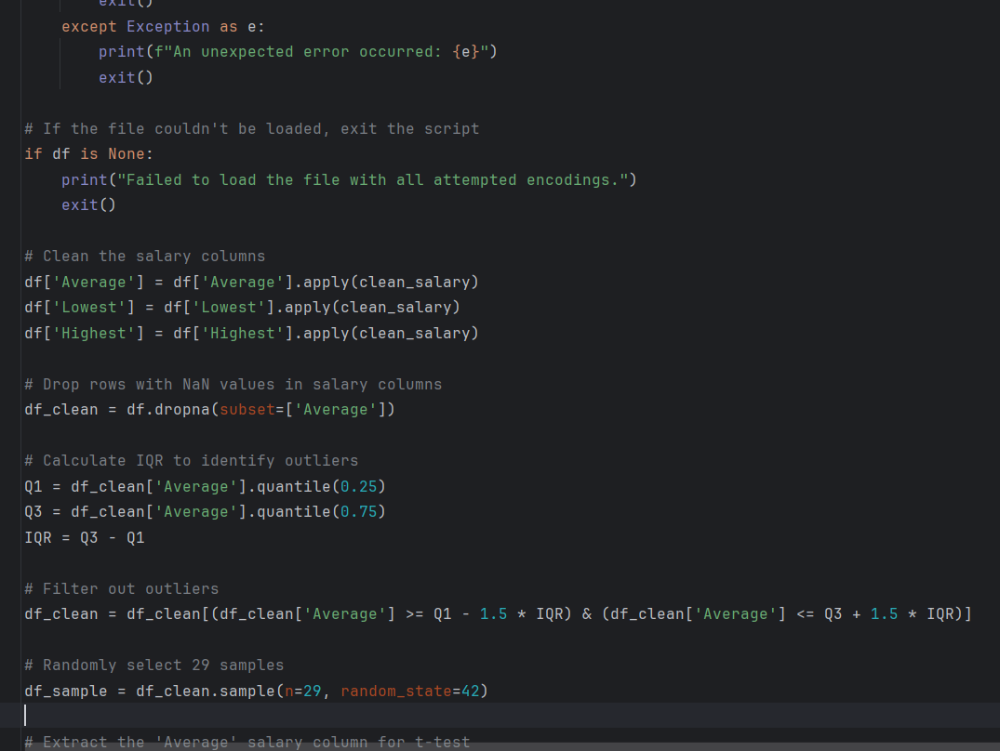 exit()
except Exception as e:
print(f"An unexpected error occurred: {e}")
exit()
# If the file couldn't be loaded, exit the script
if df is None:
print("Failed to load the file with all attempted encodings.")
exit()
# Clean the salary columns
df['Average'] = df['Average'].apply(clean_salary)
df['Lowest'] = df['Lowest'].apply(clean_salary)
df['Highest'] = df['Highest'].apply(clean_salary)
# Drop rows with NaN values in salary columns
df_clean = df.dropna(subset=['Average'])
# Calculate IQR to identify outliers
Q1 = df_clean['Average'].quantile(0.25)
Q3 = df_clean['Average'].quantile(0.75)
IQR = Q3 - Q1
# Filter out outliers
df_clean = df_clean[(df_clean['Average'] >= Q1 - 1.5 * IQR) & (df_clean['Average'] <= Q3 + 1.5 * IQR)]
# Randomly select 29 samples
df_sample = df_clean.sample(n=29, random_state=42)
# Extract the 'Average' salary column for t-test